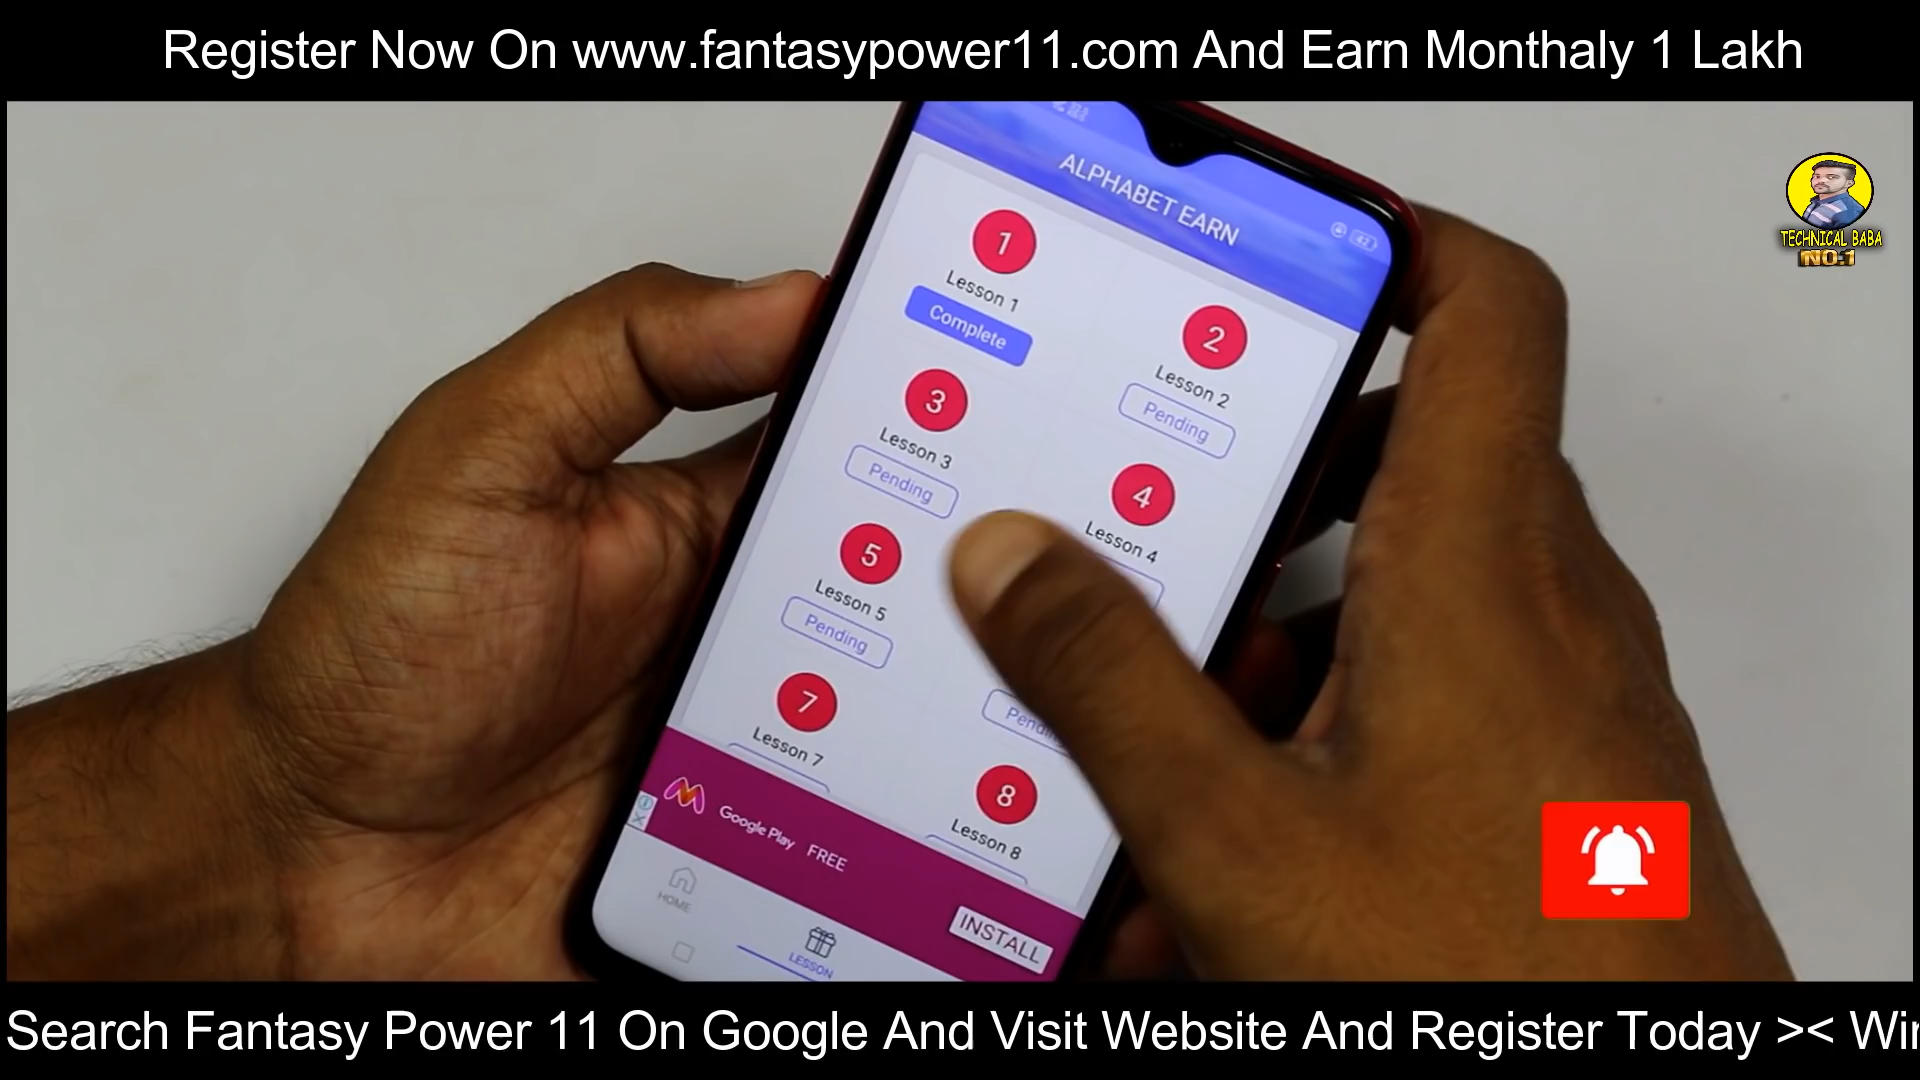 Register Now On www.fantasypower11.com And Earn Monthaly 1 Lakh
TECHNICAL BABA
NO.1
42
ALPHABET EARN
1
Lesson 1
Complete
2
Lesson 2
Pending
3
Lesson 3
Pending
4
Lesson 4
5
Lesson 5
Pending
Pending
7
Lesson 7
8
Lesson 8
Google Play FREE
INSTALL
HOME
LESSON
Search Fantasy Power 11 On Google And Visit Website And Register Today ><